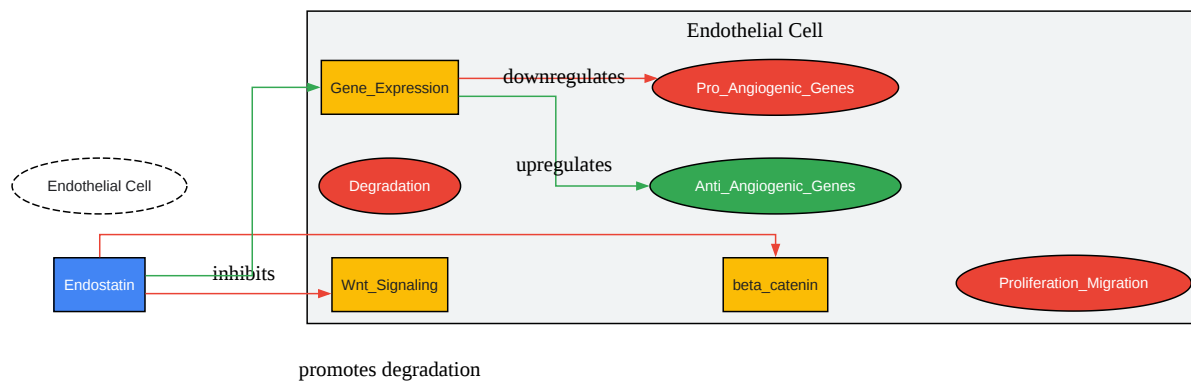 Endothelial Cell
downregulates
Gene_Expression
Pro_Angiogenic_Genes
upregulates
Endothelial Cell
Degradation
Anti_Angiogenic_Genes
inhibits
Endostatin
Wnt_Signaling
beta_catenin
Proliferation_Migration
promotes degradation